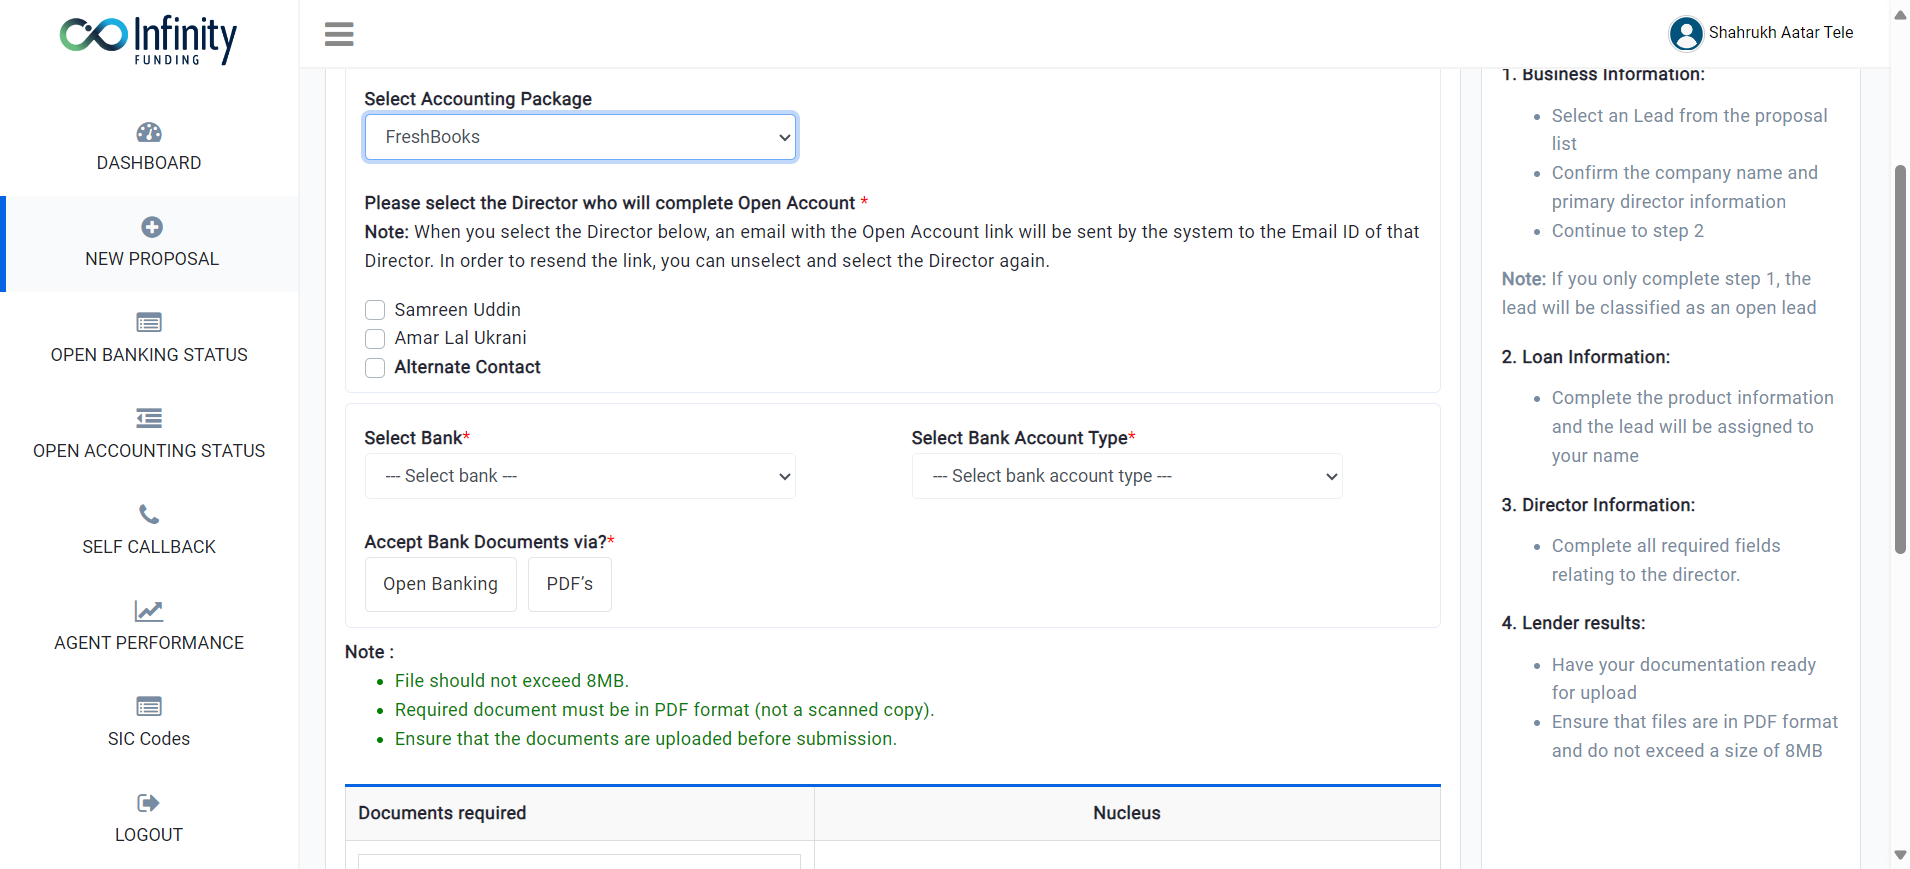 Infinity
FUNDING
DASHBOARD
NEW PROPOSAL
OPEN BANKING STATUS
OPEN ACCOUNTING STATUS
SELF CALLBACK
AGENT PERFORMANCE
SIC Codes
LOGOUT
Shahrukh Aatar Tele
Select Accounting Package
FreshBooks
Please select the Director who will complete Open Account *
Note: When you select the Director below, an email with the Open Account link will be sent by the system to the Email ID of that
Director. In order to resend the link, you can unselect and select the Director again.
Samreen Uddin
Amar Lal Ukrani
Alternate Contact
Select Bank*
--- Select bank ---
Select Bank Account Type*
--- Select bank account type ---
Accept Bank Documents via?*
Open Banking
PDF’s
Note :
File should not exceed 8MB.
Required document must be in PDF format (not a scanned copy).
Ensure that the documents are uploaded before submission.
Documents required
Nucleus
1. Business Information:
Select an Lead from the proposal
list
Confirm the company name and
primary director information
Continue to step 2
Note: If you only complete step 1, the
lead will be classified as an open lead
2. Loan Information:
Complete the product information
and the lead will be assigned to
your name
3. Director Information:
Complete all required fields
relating to the director.
4. Lender results:
Have your documentation ready
for upload
Ensure that files are in PDF format
and do not exceed a size of 8MB